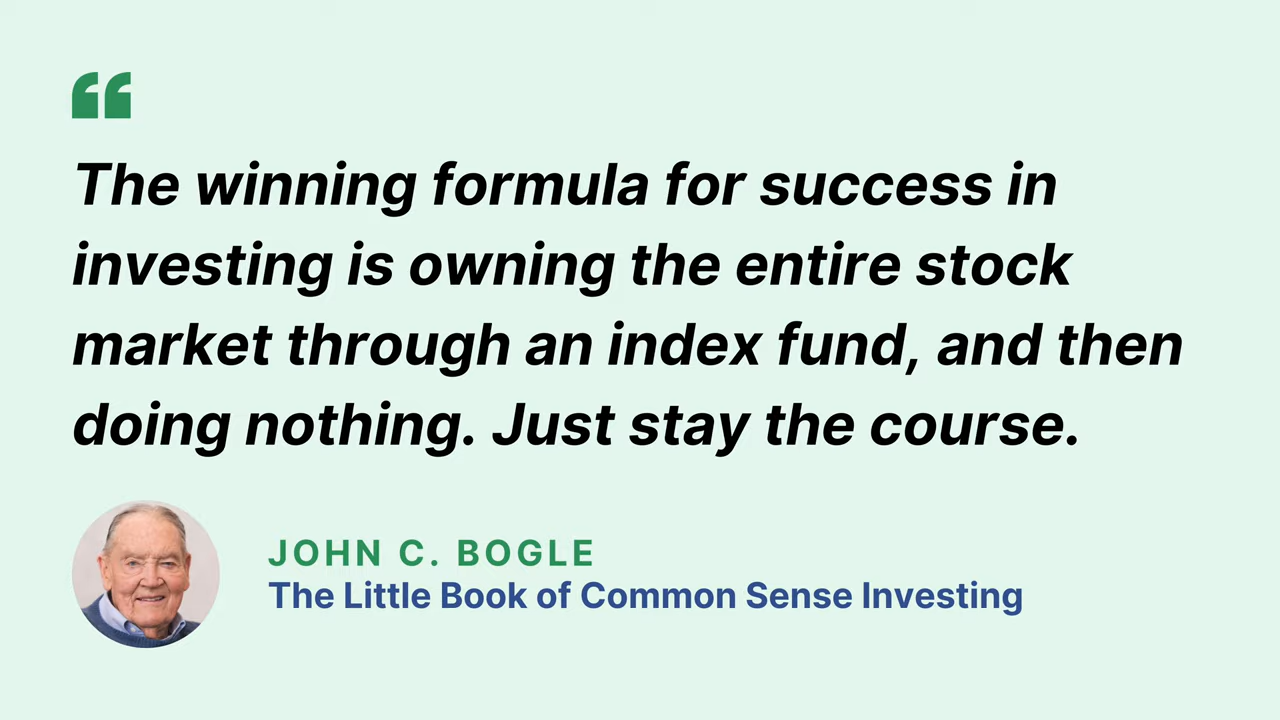 “
The winning formula for success in
investing is owning the entire stock
market through an index fund, and then
doing nothing. Just stay the course.
JOHN C. BOGLE
The Little Book of Common Sense Investing